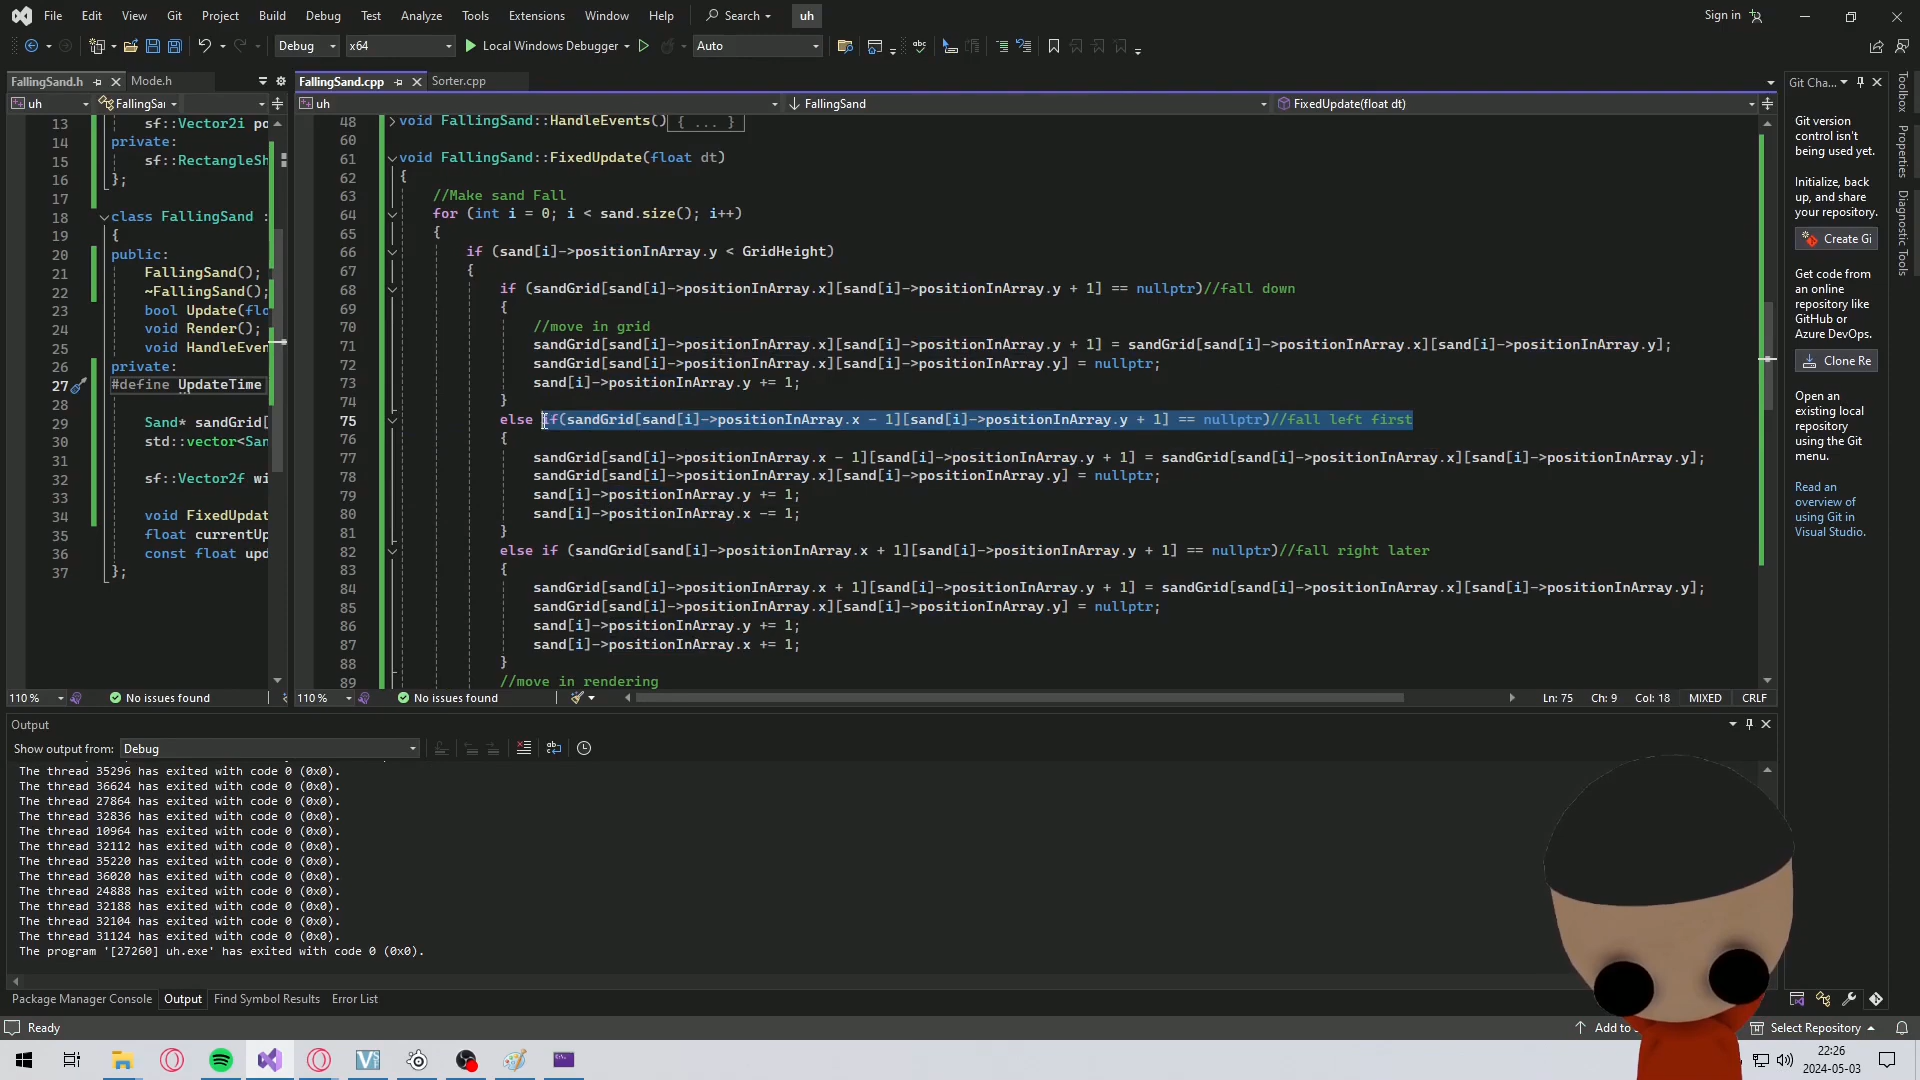 File Edit View Git Project Build Debug Test Analyze Tools Extensions Window Help Search uh Sign in
Debug x64 Local Windows Debugger Auto
FallingSand.h Mode.h FallingSand.cpp Sorter.cpp Git Cha...
uh FallingSar uh FallingSand FixedUpdate(float dt)
13 sf::Vector2i po
14 private:
15 sf::RectangleSh
16 };
17
18 class FallingSand :
19 {
20 public:
21 FallingSand();
22 ~FallingSand();
23 bool Update(flo
24 void Render();
25 void HandleEven
26 private:
27 #define UpdateTime
28
29 Sand* sandGrid[
30 std::vector<San
31
32 sf::Vector2f wi
33
34 void FixedUpdat
35 float currentUp
36 const float upd
37 };
48 void FallingSand::HandleEvents(){ ... }
60
61 void FallingSand::FixedUpdate(float dt)
62 {
63 //Make sand Fall
64 for (int i = 0; i < sand.size(); i++)
65 {
66 if (sand[i]->positionInArray.y < GridHeight)
67 {
68 if (sandGrid[sand[i]->positionInArray.x][sand[i]->positionInArray.y + 1] == nullptr)//fall down
69 {
70 //move in grid
71 sandGrid[sand[i]->positionInArray.x][sand[i]->positionInArray.y + 1] = sandGrid[sand[i]->positionInArray.x][sand[i]->positionInArray.y];
72 sandGrid[sand[i]->positionInArray.x][sand[i]->positionInArray.y] = nullptr;
73 sand[i]->positionInArray.y += 1;
74 }
75 else if(sandGrid[sand[i]->positionInArray.x - 1][sand[i]->positionInArray.y + 1] == nullptr)//fall left first
76 {
77 sandGrid[sand[i]->positionInArray.x - 1][sand[i]->positionInArray.y + 1] = sandGrid[sand[i]->positionInArray.x][sand[i]->positionInArray.y];
78 sandGrid[sand[i]->positionInArray.x][sand[i]->positionInArray.y] = nullptr;
79 sand[i]->positionInArray.y += 1;
80 sand[i]->positionInArray.x -= 1;
81 }
82 else if (sandGrid[sand[i]->positionInArray.x + 1][sand[i]->positionInArray.y + 1] == nullptr)//fall right later
83 {
84 sandGrid[sand[i]->positionInArray.x + 1][sand[i]->positionInArray.y + 1] = sandGrid[sand[i]->positionInArray.x][sand[i]->positionInArray.y];
85 sandGrid[sand[i]->positionInArray.x][sand[i]->positionInArray.y] = nullptr;
86 sand[i]->positionInArray.y += 1;
87 sand[i]->positionInArray.x += 1;
88 }
89 //move in rendering
110 % No issues found
110 % No issues found Ln: 75 Ch: 9 Col: 18 MIXED CRLF
Git version
control isn't
being used yet.
Initialize, back
up, and share
your repository.
Create Gi
Get code from
an online
repository like
GitHub or
Azure DevOps.
Clone Re
Open an
existing local
repository
using the Git
menu.
Read an
overview of
using Git in
Visual Studio.
Toolbox
Properties
Diagnostic Tools
Output
Show output from: Debug
The thread 35296 has exited with code 0 (0x0).
The thread 36624 has exited with code 0 (0x0).
The thread 27864 has exited with code 0 (0x0).
The thread 32836 has exited with code 0 (0x0).
The thread 10964 has exited with code 0 (0x0).
The thread 32112 has exited with code 0 (0x0).
The thread 35220 has exited with code 0 (0x0).
The thread 36020 has exited with code 0 (0x0).
The thread 24888 has exited with code 0 (0x0).
The thread 32188 has exited with code 0 (0x0).
The thread 32104 has exited with code 0 (0x0).
The thread 31124 has exited with code 0 (0x0).
The program '[27260] uh.exe' has exited with code 0 (0x0).
Package Manager Console Output Find Symbol Results Error List
Ready Add to Select Repository
22:26
2024-05-03